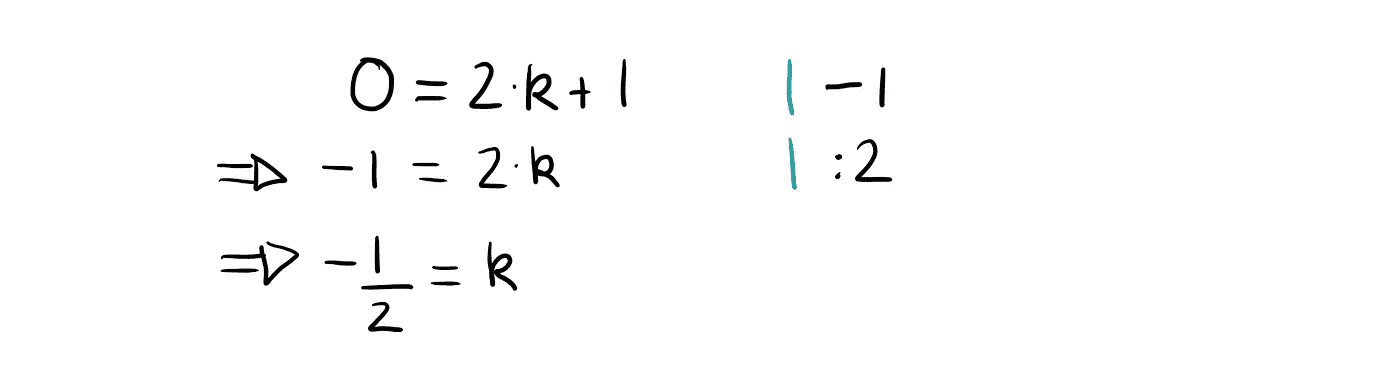 0 = 2·k + 1 | −1
⇒ −1 = 2·k | :2
⇒ −1/2 = k